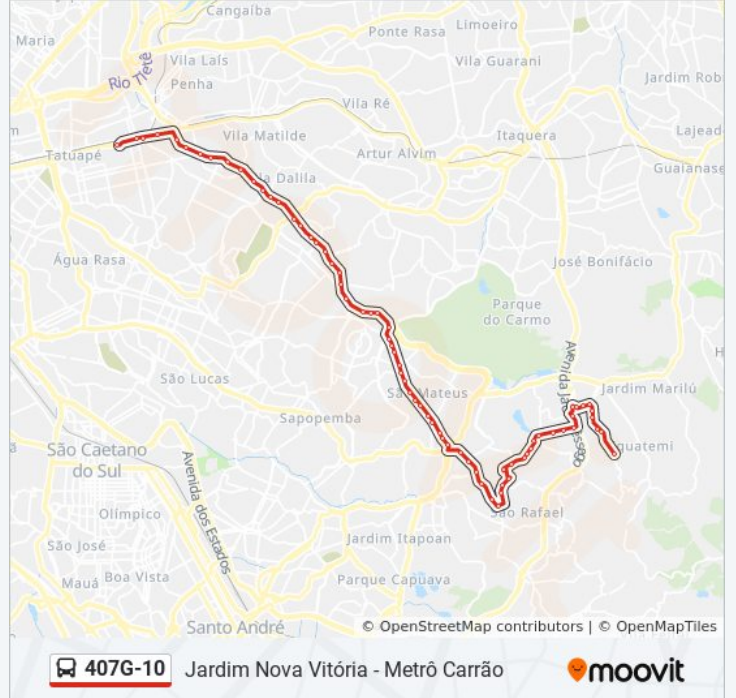 Cangaíba
Maria
Ponte Rasa
Limoeiro
Vila Laís
Vila Guarani
Rio Tietê
Penha
Jardim Rob
Vila Ré
Vila Matilde
Itaquera
Lajead
Tatuapé
Artur Alvim
Guaianase
Dalila
Água Rasa
José Bonifácio
Parque
do Carmo
São Lucas
São Mateus
Jardim Marilú
Sapopemba
São Caetano
do Sul
guatemi
Avenida dos Estados
Olímpico
São Rafael
Jardim Itapoan
São José
Mauá
Boa Vista
Parque Capuava
Santo André
© OpenStreetMap contributors | © OpenMapTiles
407G-10
Jardim Nova Vitória - Metrô Carrão
moovit